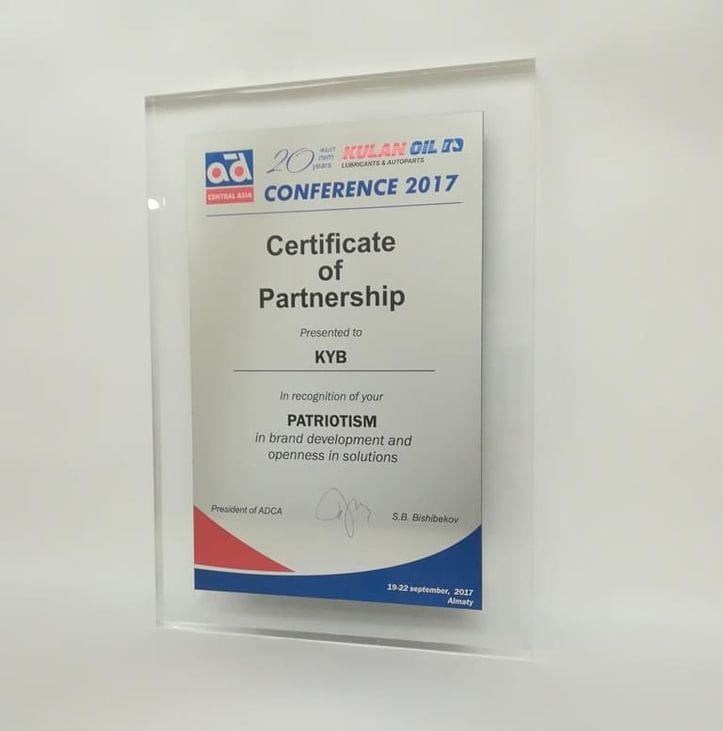 ad
CENTRAL ASIA
20
years
KULAN OIL
LUBRICANTS & AUTOPARTS
CONFERENCE 2017
Certificate
of
Partnership
Presented to
KYB
In recognition of your
PATRIOTISM
in brand development and
openness in solutions
President of ADCA
S.B. Bishibekov
19-22 september, 2017
Almaty